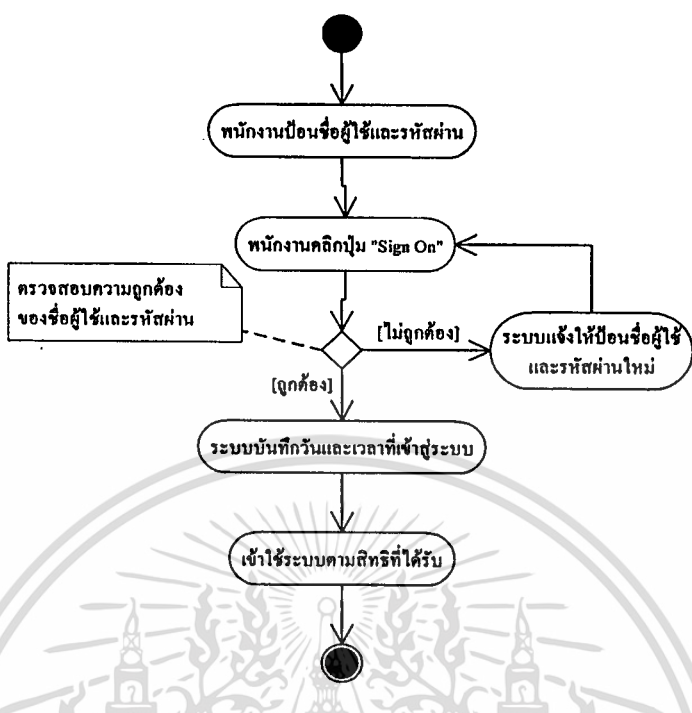 พนักงานป้อนชื่อผู้ใช้และรหัสผ่าน
พนักงานคลิกปุ่ม "Sign On"
ตรวจสอบความถูกต้อง
ของชื่อผู้ใช้และรหัสผ่าน
[ไม่ถูกต้อง]
ระบบแจ้งให้ป้อนชื่อผู้ใช้
และรหัสผ่านใหม่
[ถูกต้อง]
ระบบบันทึกวันและเวลาที่เข้าสู่ระบบ
เข้าใช้ระบบตามสิทธิที่ได้รับ